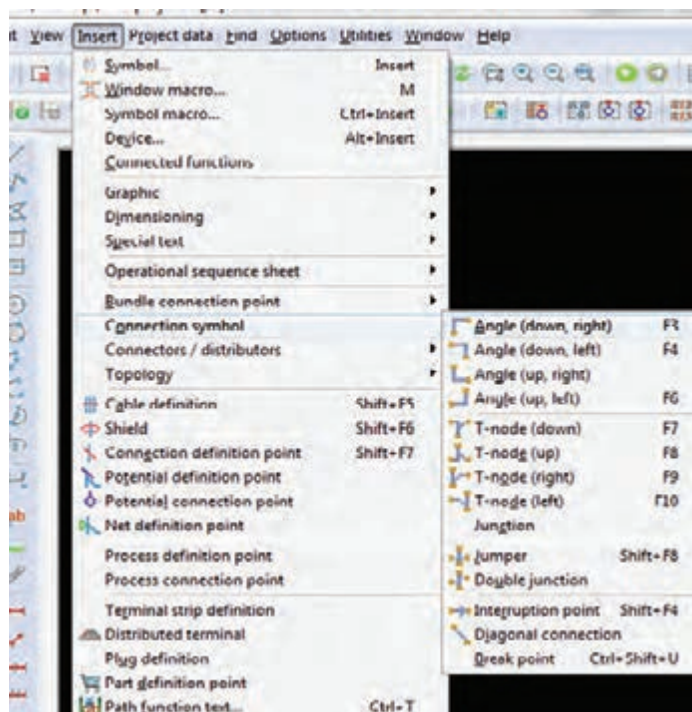 View Insert Project data Find Options Utilities Window Help
Symbol... Insert
Window macro... M
Symbol macro... Ctrl+Insert
Device... Alt+Insert
Connected functions
Graphic
Dimensioning
Special text
Operational sequence sheet
Bundle connection point
Connection symbol
Connectors / distributors
Topology
Cable definition Shift+F5
Shield Shift+F6
Connection definition point Shift+F7
Potential definition point
Potential connection point
Net definition point
Process definition point
Process connection point
Terminal strip definition
Distributed terminal
Plug definition
Part definition point
Path function text... Ctrl+T
Angle (down, right) F3
Angle (down, left) F4
Angle (up, right)
Angle (up, left) F6
T-node (down) F7
T-node (up) F8
T-node (right) F9
T-node (left) F10
Junction
Jumper Shift+F8
Double junction
Interruption point Shift+F4
Diagonal connection
Break point Ctrl+Shift+U
ab